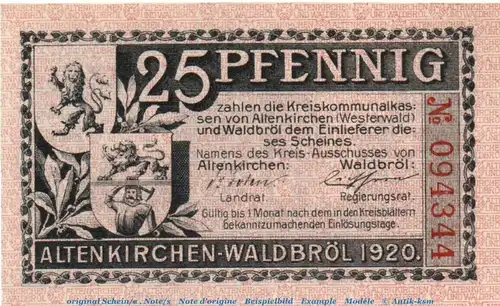 25 PFENNIG
zahlen die Kreiskommunalkas=
sen von Altenkirchen (Westerwald)
und Waldbröl dem Einlieferer die=
ses Scheines.
Namens des Kreis-Ausschusses von
Altenkirchen: Waldbröl:
Landrat. Regierungsrat.
Gültig bis 1 Monat nach dem in den Kreisblättern
bekanntzumachenden Einlösungstage.
ALTENKIRCHEN-WALDBRÖL 1920.
№ 094344
original Schein/e . Note/s Note d'origine Beispielbild Example Modèle © Antik-ksm